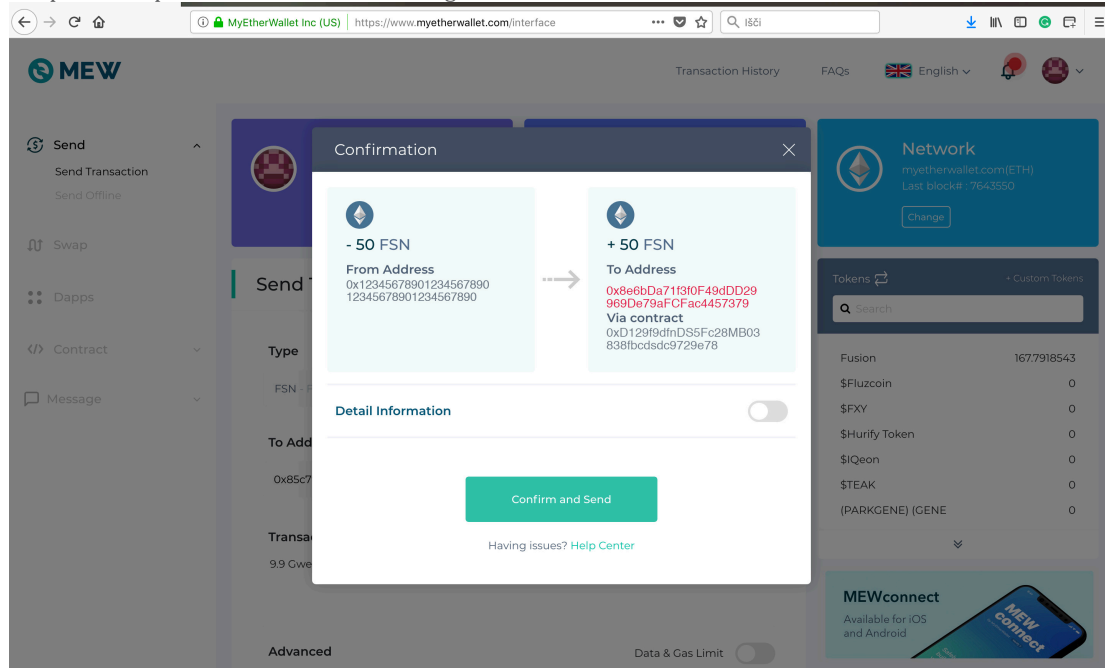 MyEtherWallet Inc (US) https://www.myetherwallet.com/interface
Išči
MEW
Transaction History FAQs English
Send
Send Transaction
Send Offline
Swap
Dapps
Contract
Message
Network
myetherwallet.com(ETH)
Last block# : 7643550
Change
Send
Type
FSN -
To Add
0x85c7
Transa
9.9 Gwe
Advanced
Data & Gas Limit
Confirmation
- 50 FSN
From Address
0x12345678901234567890
12345678901234567890
+ 50 FSN
To Address
0x8e6bDa71f3f0F49dDD29
969De79aFCFac4457379
Via contract
0xD129f9dfnDS5Fc28MB03
838fbcdsdc9729e78
Detail Information
Confirm and Send
Having issues? Help Center
Tokens + Custom Tokens
Search
Fusion 167.7918543
$Fluzcoin 0
$FXY 0
$Hurify Token 0
$IQeon 0
$TEAK 0
(PARKGENE) (GENE 0
MEWconnect
Available for iOS
and Android
MEW
connect